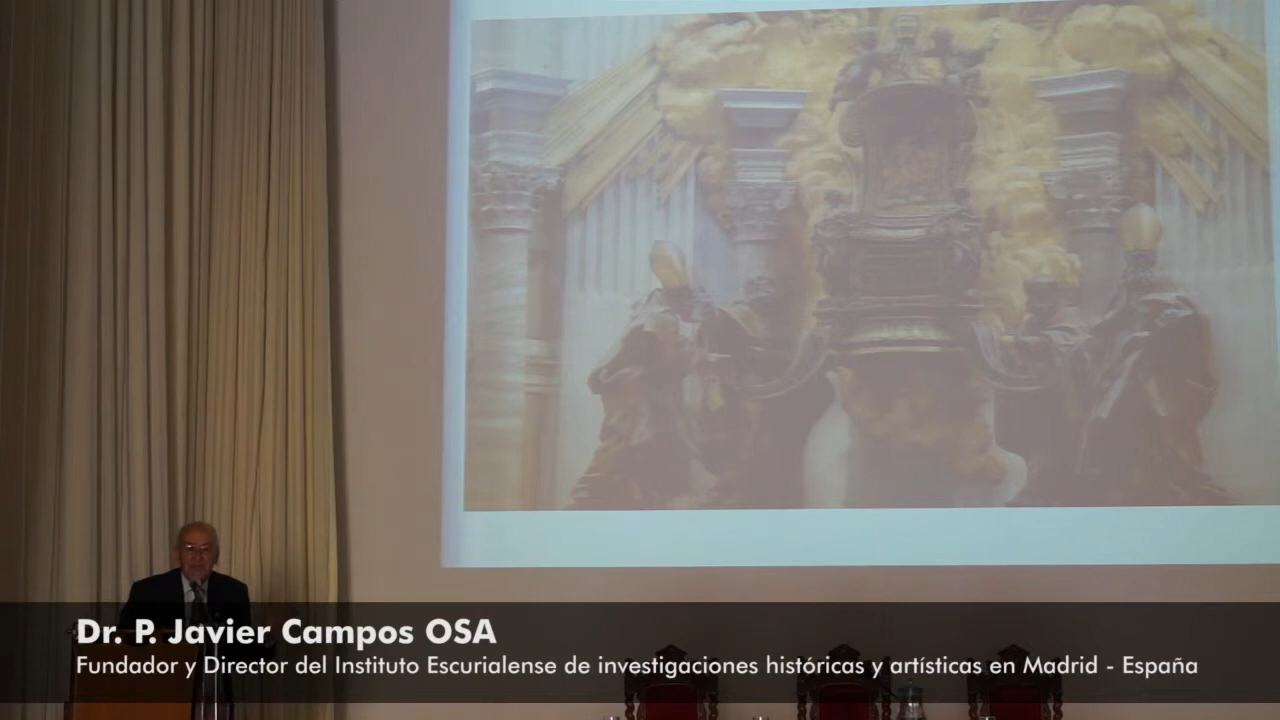 Dr. P. Javier Campos OSA
Fundador y Director del Instituto Escurialense de investigaciones históricas y artísticas en Madrid - España